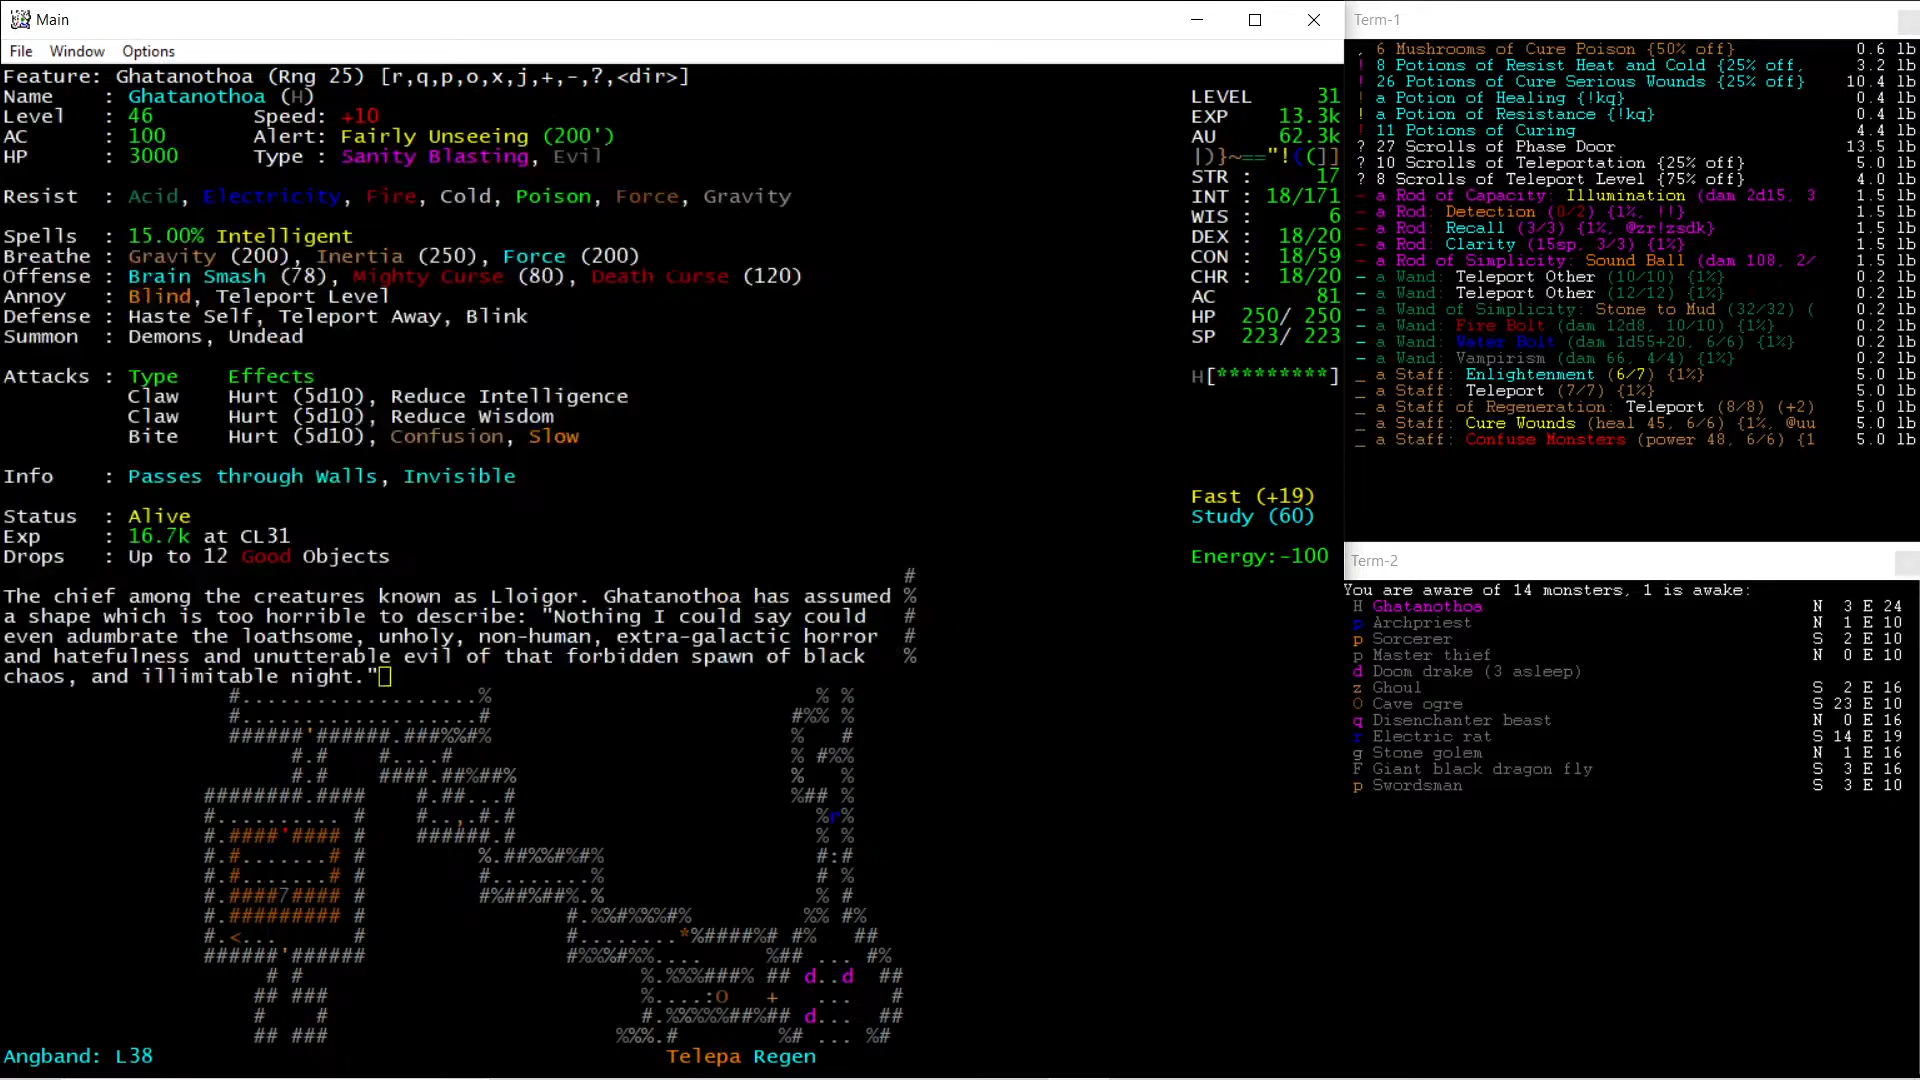 Main
File Window Options
Feature: Ghatanothoa (Rng 25) [r,q,p,o,x,j,+,-,?,<dir>]
Name : Ghatanothoa (H)
Level : 46 Speed: +10
AC : 100 Alert: Fairly Unseeing (200')
HP : 3000 Type : Sanity Blasting, Evil
Resist : Acid, Electricity, Fire, Cold, Poison, Force, Gravity
Spells : 15.00% Intelligent
Breathe : Gravity (200), Inertia (250), Force (200)
Offense : Brain Smash (78), Mighty Curse (80), Death Curse (120)
Annoy : Blind, Teleport Level
Defense : Haste Self, Teleport Away, Blink
Summon : Demons, Undead
Attacks : Type Effects
Claw Hurt (5d10), Reduce Intelligence
Claw Hurt (5d10), Reduce Wisdom
Bite Hurt (5d10), Confusion, Slow
Info : Passes through Walls, Invisible
Status : Alive
Exp : 16.7k at CL31
Drops : Up to 12 Good Objects
The chief among the creatures known as Lloigor. Ghatanothoa has assumed
a shape which is too horrible to describe: "Nothing I could say could
even adumbrate the loathsome, unholy, non-human, extra-galactic horror
and hatefulness and unutterable evil of that forbidden spawn of black
chaos, and illimitable night."
LEVEL 31
EXP 13.3k
AU 62.3k
|)}~=="!((]]
STR : 17
INT : 18/171
WIS : 6
DEX : 18/20
CON : 18/59
CHR : 18/20
AC 81
HP 250/ 250
SP 223/ 223
H[*********]
Fast (+19)
Study (60)
Energy:-100
Angband: L38
Telepa Regen
Term-1
, 6 Mushrooms of Cure Poison {50% off} 0.6 lb
! 8 Potions of Resist Heat and Cold {25% off, 3.2 lb
! 26 Potions of Cure Serious Wounds {25% off} 10.4 lb
! a Potion of Healing {!kq} 0.4 lb
! a Potion of Resistance {!kq} 0.4 lb
! 11 Potions of Curing 4.4 lb
? 27 Scrolls of Phase Door 13.5 lb
? 10 Scrolls of Teleportation {25% off} 5.0 lb
? 8 Scrolls of Teleport Level {75% off} 4.0 lb
- a Rod of Capacity: Illumination (dam 2d15, 3 1.5 lb
- a Rod: Detection (0/2) {1%, !!} 1.5 lb
- a Rod: Recall (3/3) {1%, @zr!zsdk} 1.5 lb
- a Rod: Clarity (15sp, 3/3) {1%} 1.5 lb
- a Rod of Simplicity: Sound Ball (dam 108, 2/ 1.5 lb
- a Wand: Teleport Other (10/10) {1%} 0.2 lb
- a Wand: Teleport Other (12/12) {1%} 0.2 lb
- a Wand of Simplicity: Stone to Mud (32/32) ( 0.2 lb
- a Wand: Fire Bolt (dam 12d8, 10/10) {1%} 0.2 lb
- a Wand: Water Bolt (dam 1d55+20, 6/6) {1%} 0.2 lb
- a Wand: Vampirism (dam 66, 4/4) {1%} 0.2 lb
_ a Staff: Enlightenment (6/7) {1%} 5.0 lb
_ a Staff: Teleport (7/7) {1%} 5.0 lb
_ a Staff of Regeneration: Teleport (8/8) (+2) 5.0 lb
_ a Staff: Cure Wounds (heal 45, 6/6) {1%, @uu 5.0 lb
_ a Staff: Confuse Monsters (power 48, 6/6) {1 5.0 lb
Term-2
You are aware of 14 monsters, 1 is awake:
H Ghatanothoa N 3 E 24
p Archpriest N 1 E 10
p Sorcerer S 2 E 10
p Master thief N 0 E 10
d Doom drake (3 asleep)
z Ghoul S 2 E 16
O Cave ogre S 23 E 10
q Disenchanter beast N 0 E 16
r Electric rat S 14 E 19
g Stone golem N 1 E 16
F Giant black dragon fly S 3 E 16
p Swordsman S 3 E 10